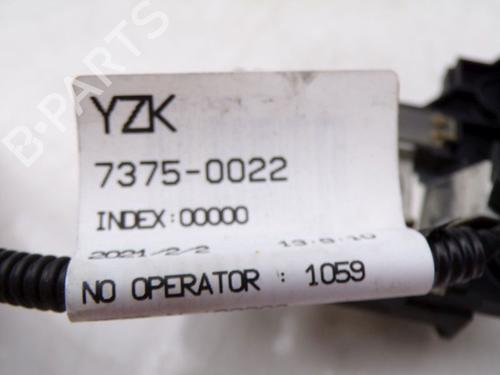 B-PARTS
YZK
7375-0022
INDEX:00000
2021/2/2
NO OPERATOR : 1059